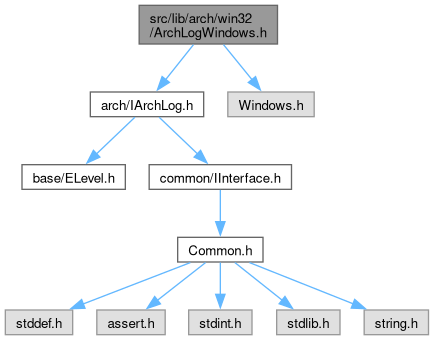 src/lib/arch/win32
/ArchLogWindows.h
arch/IArchLog.h
Windows.h
base/ELevel.h
common/IInterface.h
Common.h
stddef.h
assert.h
stdint.h
stdlib.h
string.h